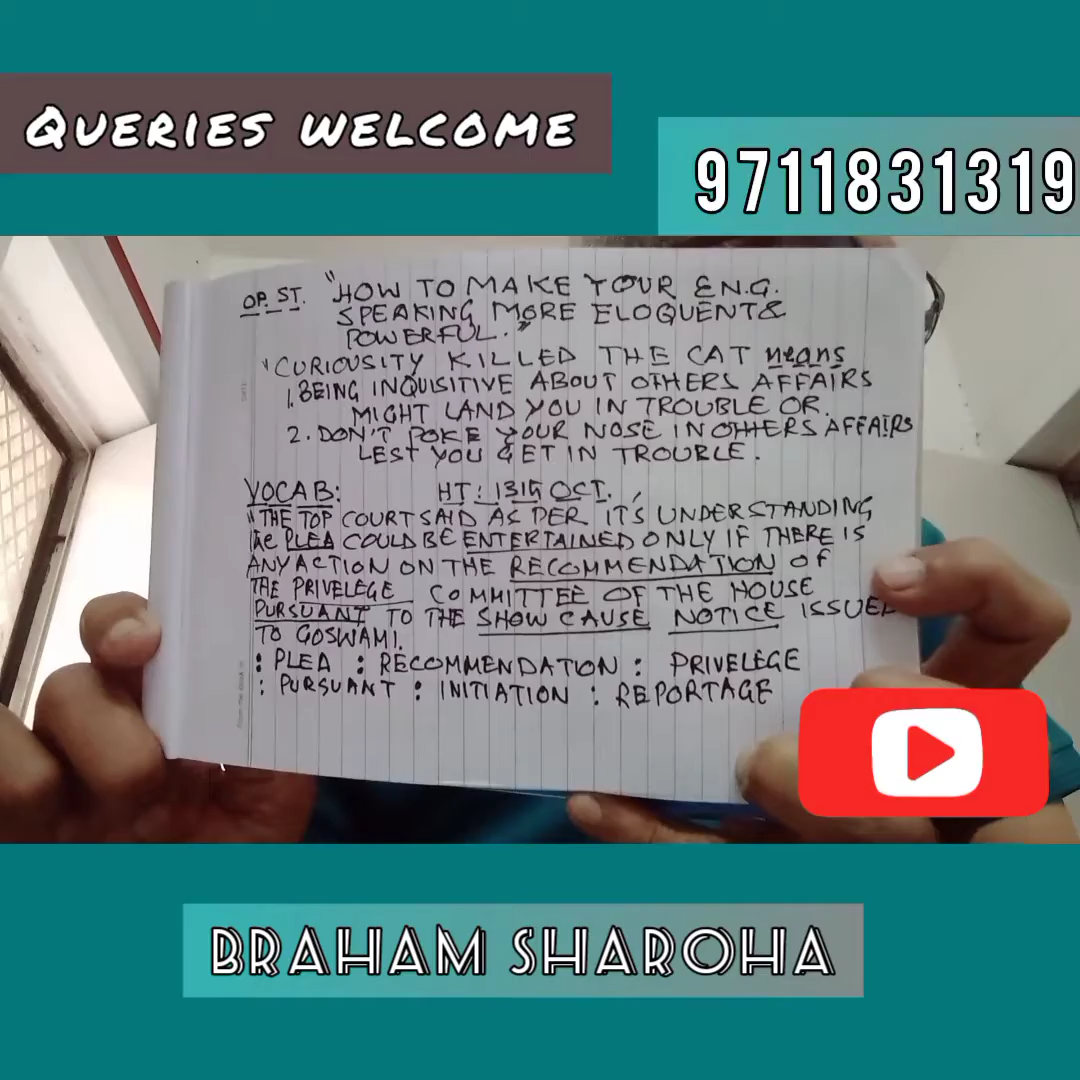 QUERIES WELCOME
9711831319
OP. ST. "HOW TO MAKE YOUR ENG.
SPEAKING MORE ELOQUENT &
POWERFUL."
"CURIOSITY KILLED THE CAT means
1. BEING INQUISITIVE ABOUT OTHERS AFFAIRS
MIGHT LAND YOU IN TROUBLE OR.
2. DON'T POKE YOUR NOSE IN OTHERS AFFAIRS
LEST YOU GET IN TROUBLE.
VOCAB: HT: 13TH OCT.
"THE TOP COURT SAID AS PER IT'S UNDERSTANDING
The PLEA COULD BE ENTERTAINED ONLY IF THERE IS
ANY ACTION ON THE RECOMMENDATION OF
THE PRIVELEGE COMMITTEE OF THE HOUSE
PURSUANT TO THE SHOW CAUSE NOTICE ISSUED
TO GOSWAMI.
: PLEA : RECOMMENDATION : PRIVELEGE
: PURSUANT : INITIATION : REPORTAGE
BRAHAM SHAROHA